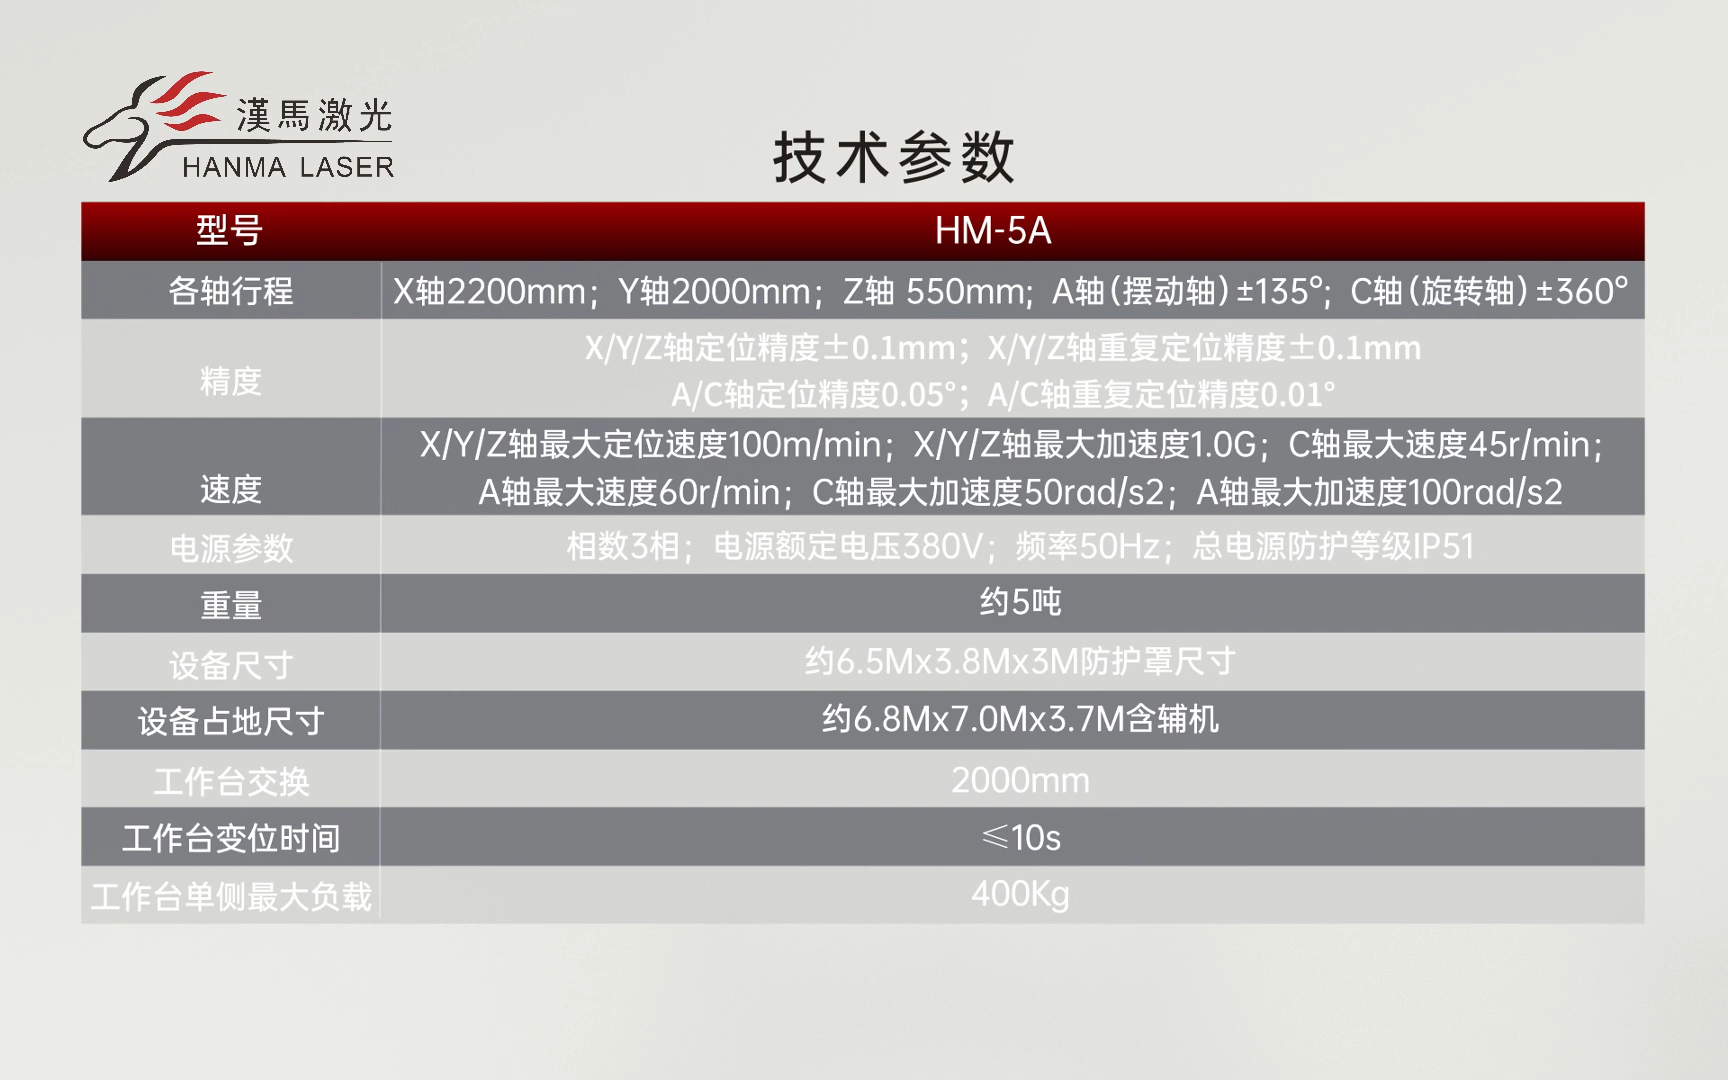 漢馬激光
HANMA LASER
技术参数
型号 HM-5A
各轴行程 X轴2200mm；Y轴2000mm；Z轴 550mm; A轴(摆动轴)±135°; C轴(旋转轴)±360°
X/Y/Z轴定位精度±0.1mm；X/Y/Z轴重复定位精度±0.1mm
精度
A/C轴定位精度0.05°；A/C轴重复定位精度0.01°
X/Y/Z轴最大定位速度100m/min；X/Y/Z轴最大加速度1.0G；C轴最大速度45r/min；
速度
A轴最大速度60r/min；C轴最大加速度50rad/s2；A轴最大加速度100rad/s2
电源参数 相数3相；电源额定电压380V；频率50Hz；总电源防护等级IP51
重量 约5吨
设备尺寸 约6.5Mx3.8Mx3M防护罩尺寸
设备占地尺寸 约6.8Mx7.0Mx3.7M含辅机
工作台交换 2000mm
工作台变位时间 ≤10s
工作台单侧最大负载 400Kg